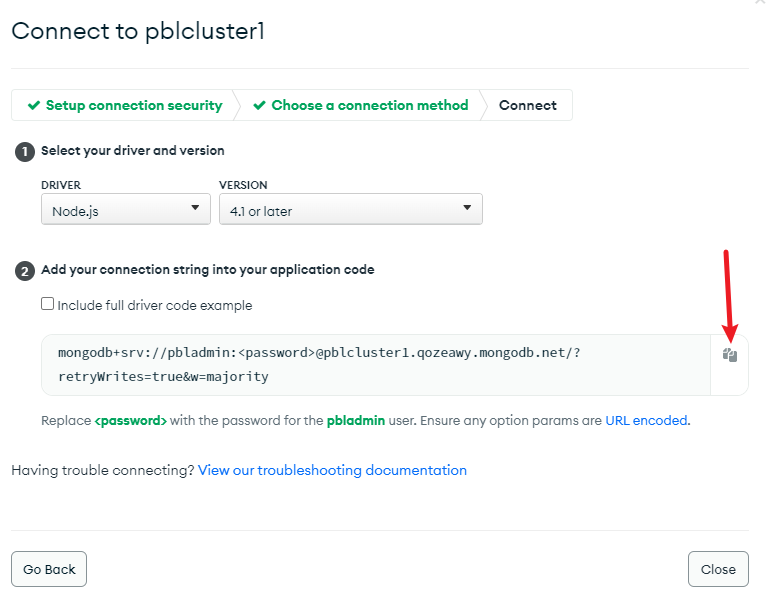 Connect to pblcluster1
Setup connection security
Choose a connection method
Connect
1 Select your driver and version
DRIVER
VERSION
Node.js
4.1 or later
2 Add your connection string into your application code
Include full driver code example
mongodb+srv://pbladmin:<password>@pblcluster1.qozeawy.mongodb.net/?
retryWrites=true&w=majority
Replace <password> with the password for the pbladmin user. Ensure any option params are URL encoded.
Having trouble connecting? View our troubleshooting documentation
Go Back
Close